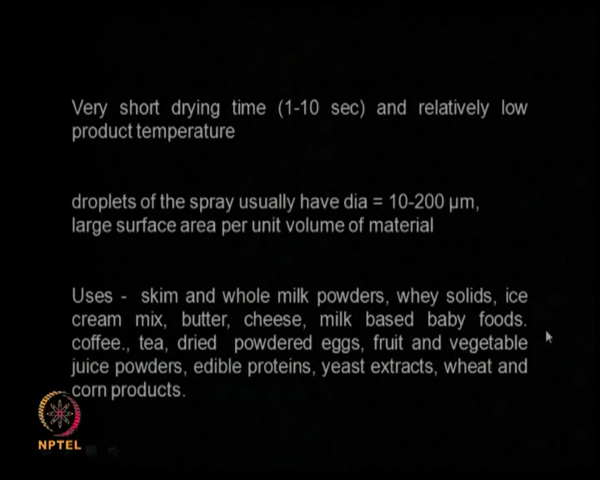 Very short drying time (1-10 sec) and relatively low
product temperature
droplets of the spray usually have dia = 10-200 µm,
large surface area per unit volume of material
Uses - skim and whole milk powders, whey solids, ice
cream mix, butter, cheese, milk based baby foods.
coffee., tea, dried powdered eggs, fruit and vegetable
juice powders, edible proteins, yeast extracts, wheat and
corn products.
NPTEL